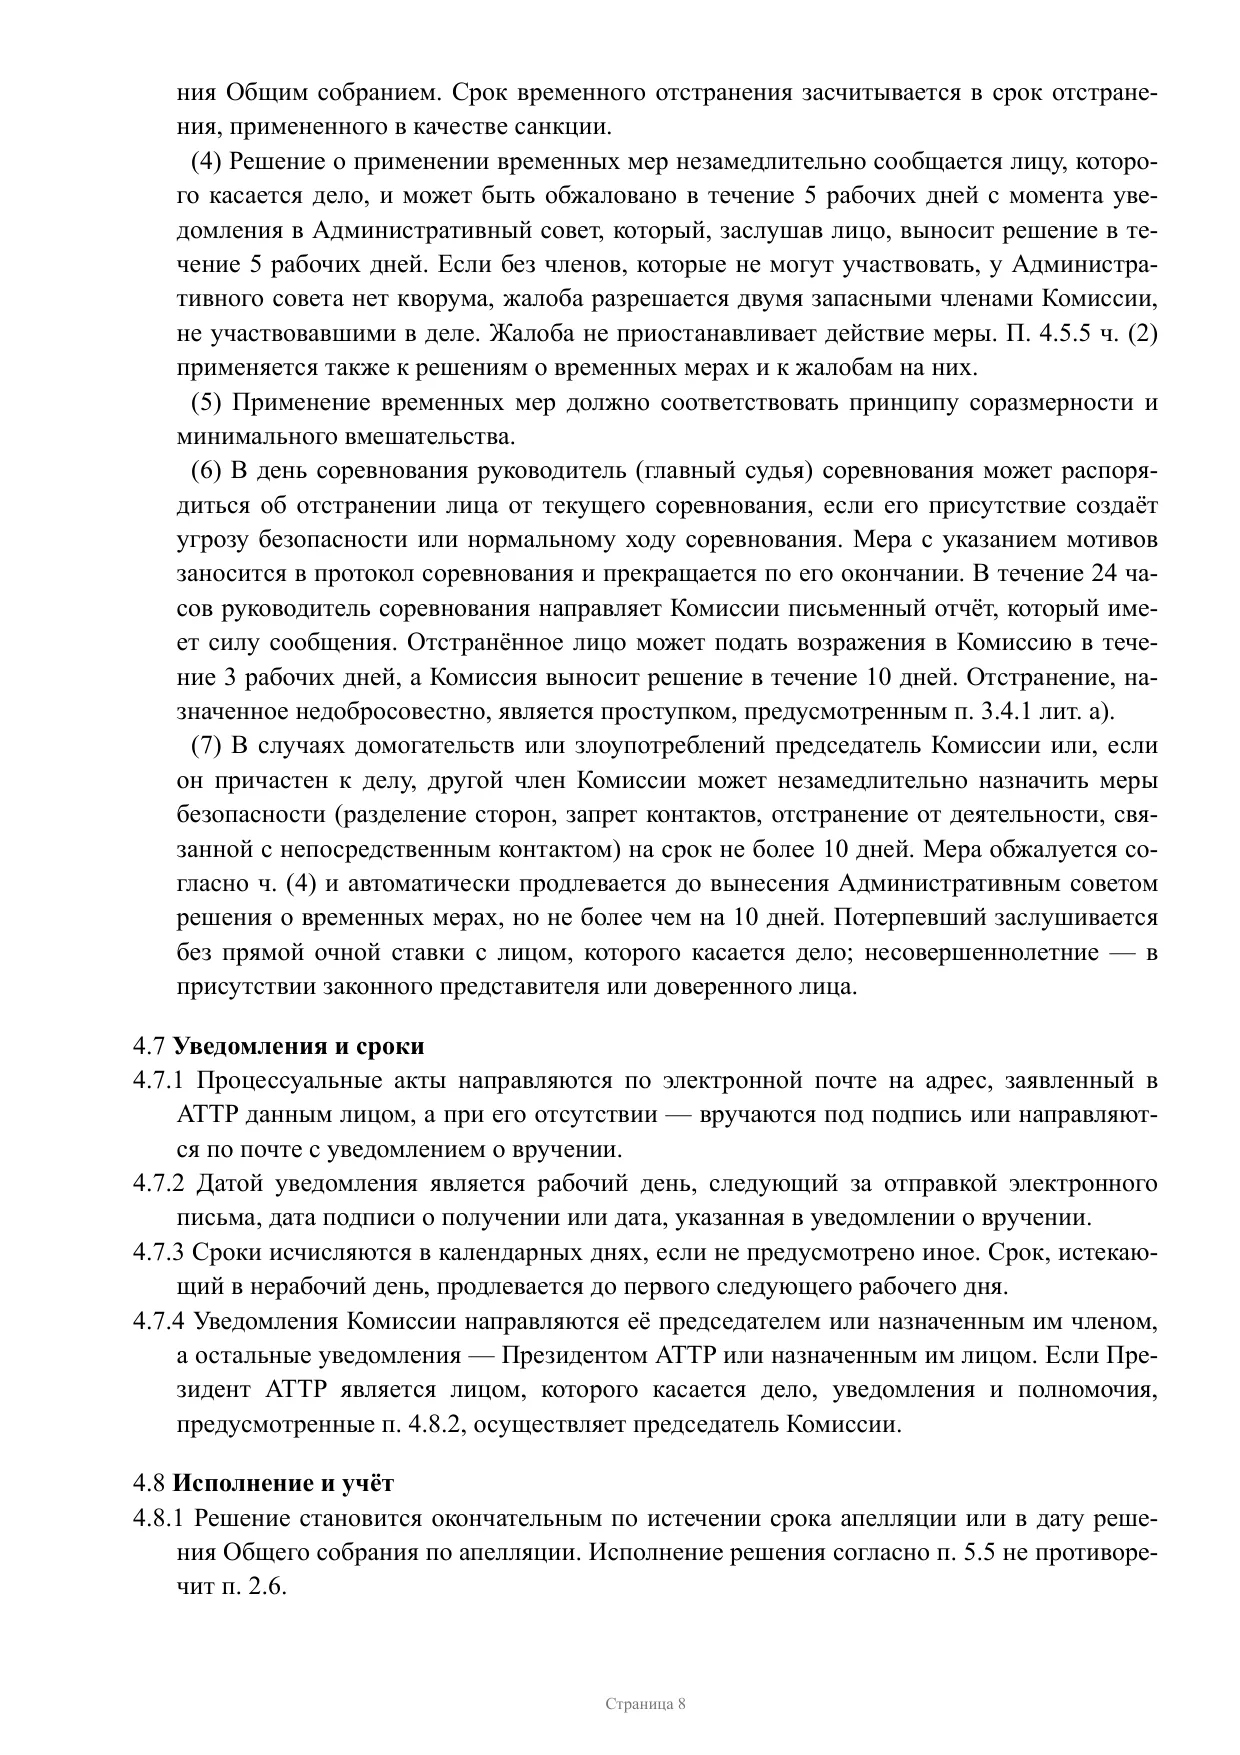 ния Общим собранием. Срок временного отстранения засчитывается в срок отстране-
ния, примененного в качестве санкции.
(4) Решение о применении временных мер незамедлительно сообщается лицу, которо-
го касается дело, и может быть обжаловано в течение 5 рабочих дней с момента уве-
домления в Административный совет, который, заслушав лицо, выносит решение в те-
чение 5 рабочих дней. Если без членов, которые не могут участвовать, у Администра-
тивного совета нет кворума, жалоба разрешается двумя запасными членами Комиссии,
не участвовавшими в деле. Жалоба не приостанавливает действие меры. П. 4.5.5 ч. (2)
применяется также к решениям о временных мерах и к жалобам на них.
(5) Применение временных мер должно соответствовать принципу соразмерности и
минимального вмешательства.
(6) В день соревнования руководитель (главный судья) соревнования может распоря-
диться об отстранении лица от текущего соревнования, если его присутствие создаёт
угрозу безопасности или нормальному ходу соревнования. Мера с указанием мотивов
заносится в протокол соревнования и прекращается по его окончании. В течение 24 ча-
сов руководитель соревнования направляет Комиссии письменный отчёт, который име-
ет силу сообщения. Отстранённое лицо может подать возражения в Комиссию в тече-
ние 3 рабочих дней, а Комиссия выносит решение в течение 10 дней. Отстранение, на-
значенное недобросовестно, является проступком, предусмотренным п. 3.4.1 лит. а).
(7) В случаях домогательств или злоупотреблений председатель Комиссии или, если
он причастен к делу, другой член Комиссии может незамедлительно назначить меры
безопасности (разделение сторон, запрет контактов, отстранение от деятельности, свя-
занной с непосредственным контактом) на срок не более 10 дней. Мера обжалуется со-
гласно ч. (4) и автоматически продлевается до вынесения Административным советом
решения о временных мерах, но не более чем на 10 дней. Потерпевший заслушивается
без прямой очной ставки с лицом, которого касается дело; несовершеннолетние — в
присутствии законного представителя или доверенного лица.
4.7 Уведомления и сроки
4.7.1 Процессуальные акты направляются по электронной почте на адрес, заявленный в
АТТР данным лицом, а при его отсутствии — вручаются под подпись или направляют-
ся по почте с уведомлением о вручении.
4.7.2 Датой уведомления является рабочий день, следующий за отправкой электронного
письма, дата подписи о получении или дата, указанная в уведомлении о вручении.
4.7.3 Сроки исчисляются в календарных днях, если не предусмотрено иное. Срок, истекаю-
щий в нерабочий день, продлевается до первого следующего рабочего дня.
4.7.4 Уведомления Комиссии направляются её председателем или назначенным им членом,
а остальные уведомления — Президентом АТТР или назначенным им лицом. Если Пре-
зидент АТТР является лицом, которого касается дело, уведомления и полномочия,
предусмотренные п. 4.8.2, осуществляет председатель Комиссии.
4.8 Исполнение и учёт
4.8.1 Решение становится окончательным по истечении срока апелляции или в дату реше-
ния Общего собрания по апелляции. Исполнение решения согласно п. 5.5 не противоре-
чит п. 2.6.
Страница 8